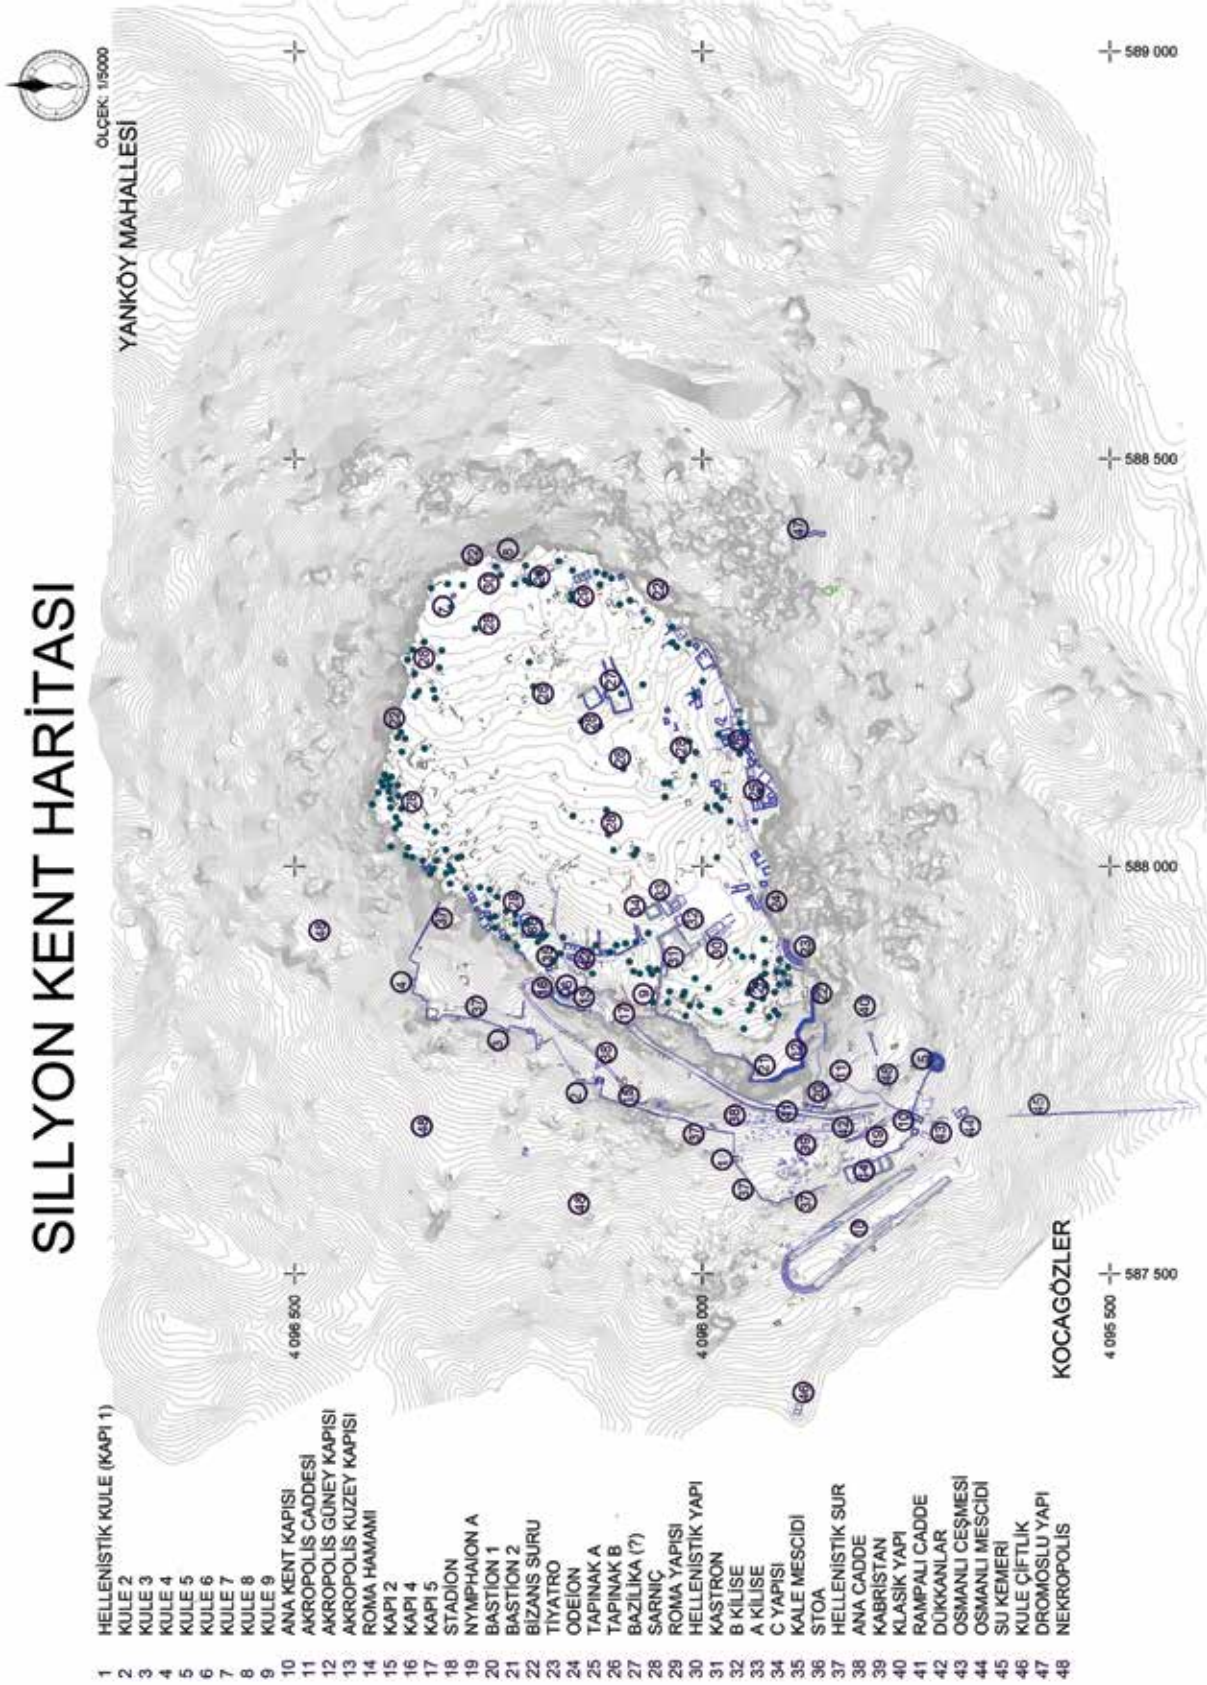 SILLYON KENT HARİTASI
ÖLÇEK: 1/5000
YANKÖY MAHALLESİ
589 000
588 500
588 000
587 500
4 096 500
4 096 000
4 095 500
KOCAGÖZLER
1 HELLENİSTİK KULE (KAPI 1)
2 KULE 2
3 KULE 3
4 KULE 4
5 KULE 5
6 KULE 6
7 KULE 7
8 KULE 8
9 KULE 9
10 ANA KENT KAPISI
11 AKROPOLİS CADDESİ
12 AKROPOLİS GÜNEY KAPISI
13 AKROPOLİS KUZEY KAPISI
14 ROMA HAMAMI
15 KAPI 2
16 KAPI 4
17 KAPI 5
18 STADİON
19 NYMPHAION A
20 BASTİON 1
21 BASTİON 2
22 BİZANS SURU
23 TİYATRO
24 ODEİON
25 TAPINAK A
26 TAPINAK B
27 BAZİLİKA (?)
28 SARNIÇ
29 ROMA YAPISI
30 HELLENİSTİK YAPI
31 KASTRON
32 B KİLİSE
33 A KİLİSE
34 C YAPISI
35 KALE MESCİDİ
36 STOA
37 HELLENİSTİK SUR
38 ANA CADDE
39 KABRİSTAN
40 KLASİK YAPI
41 RAMPALI CADDE
42 DÜKKANLAR
43 OSMANLI ÇEŞMESİ
44 OSMANLI MESCİDİ
45 SU KEMERİ
46 KULE ÇİFTLİK
47 DROMOSLU YAPI
48 NEKROPOLİS